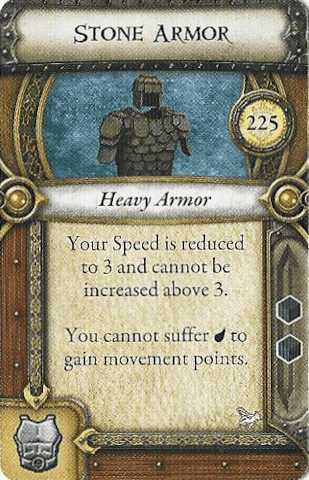 STONE ARMOR
225
Heavy Armor
Your Speed is reduced
to 3 and cannot be
increased above 3.
You cannot suffer to
gain movement points.